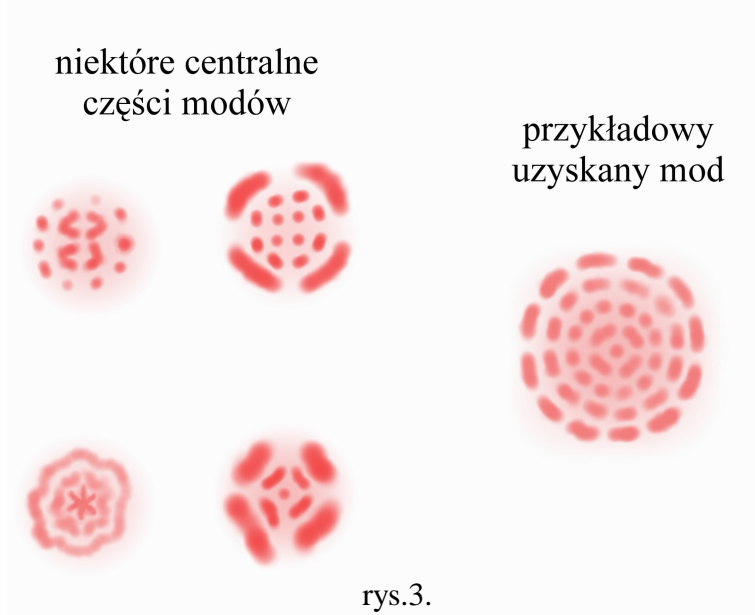 niektóre centralne
części modów
przykładowy
uzyskany mod
rys.3.